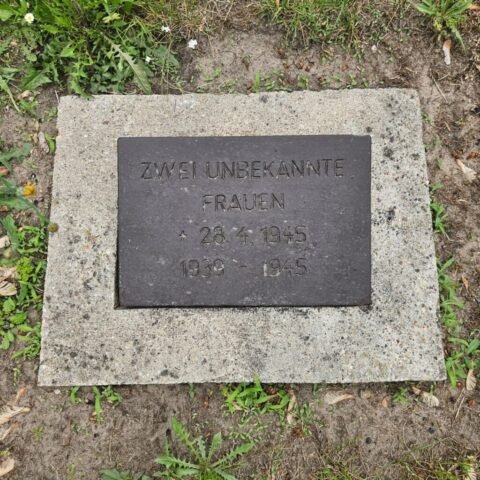 ZWEI UNBEKANNTE
FRAUEN
+ 28. 4. 1945
1939 - 1945